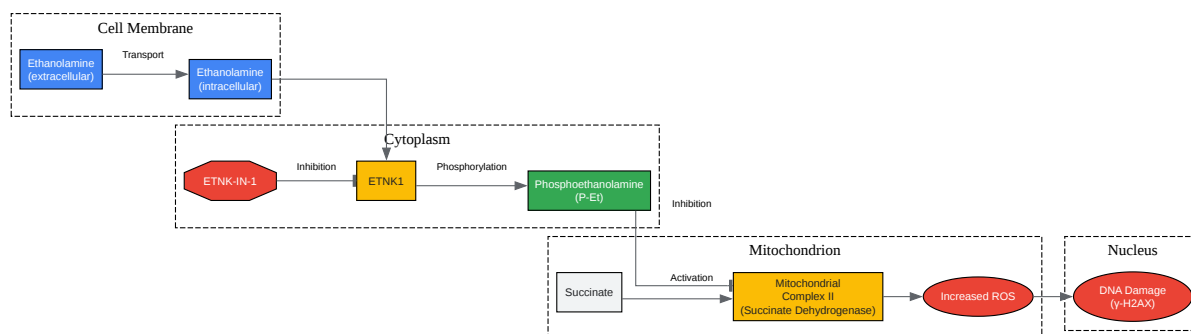 Cell Membrane
Ethanolamine
(extracellular)
Transport
Ethanolamine
(intracellular)
Cytoplasm
ETNK-IN-1
Inhibition
ETNK1
Phosphorylation
Phosphoethanolamine
(P-Et)
Inhibition
Mitochondrion
Succinate
Activation
Mitochondrial
Complex II
(Succinate Dehydrogenase)
Increased ROS
Nucleus
DNA Damage
(γ-H2AX)